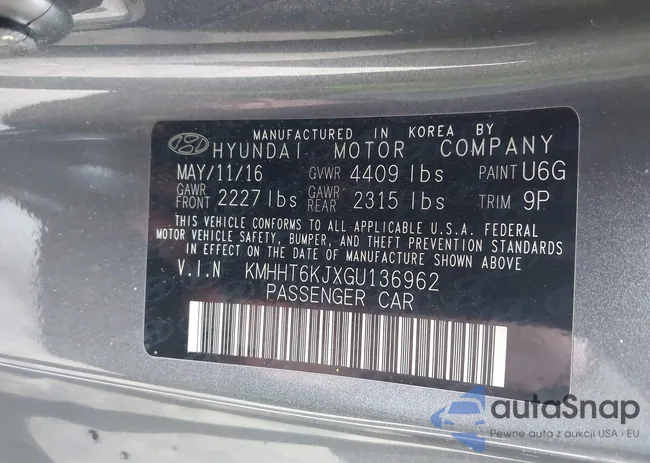 MANUFACTURED IN KOREA BY
HYUNDAI MOTOR COMPANY
MAY/11/16 GVWR 4409 lbs PAINT U6G
GAWR FRONT 2227 lbs GAWR REAR 2315 lbs TRIM 9P
THIS VEHICLE CONFORMS TO ALL APPLICABLE U.S.A. FEDERAL
MOTOR VEHICLE SAFETY, BUMPER, AND THEFT PREVENTION STANDARDS
IN EFFECT ON THE DATE OF MANUFACTURE SHOWN ABOVE
V.I.N KMHHT6KJXGU136962
PASSENGER CAR
autaSnap
Pewne auta z aukcji USA i EU